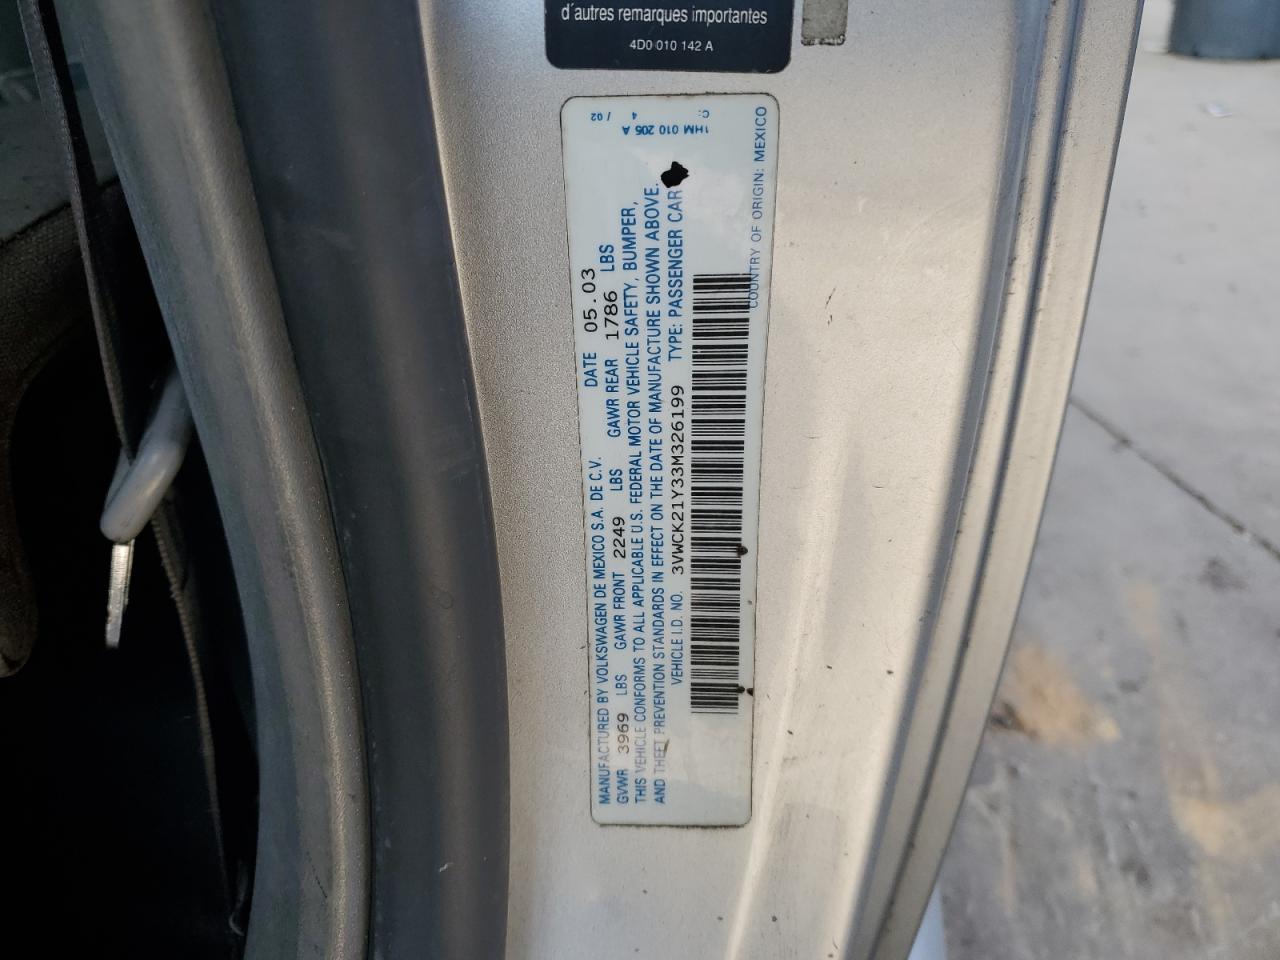 d'autres remarques importantes
4D0 010 142 A
MANUFACTURED BY VOLKSWAGEN DE MEXICO S.A. DE C.V. DATE 05.03
GVWR 3969 LBS GAWR FRONT 2249 LBS GAWR REAR 1786 LBS
THIS VEHICLE CONFORMS TO ALL APPLICABLE U.S. FEDERAL MOTOR VEHICLE SAFETY, BUMPER,
AND THEFT PREVENTION STANDARDS IN EFFECT ON THE DATE OF MANUFACTURE SHOWN ABOVE.
VEHICLE I.D. NO. 3VWCK21Y33M326199 TYPE: PASSENGER CAR
COUNTRY OF ORIGIN: MEXICO
1HM 010 205 A
C: 4 / 02